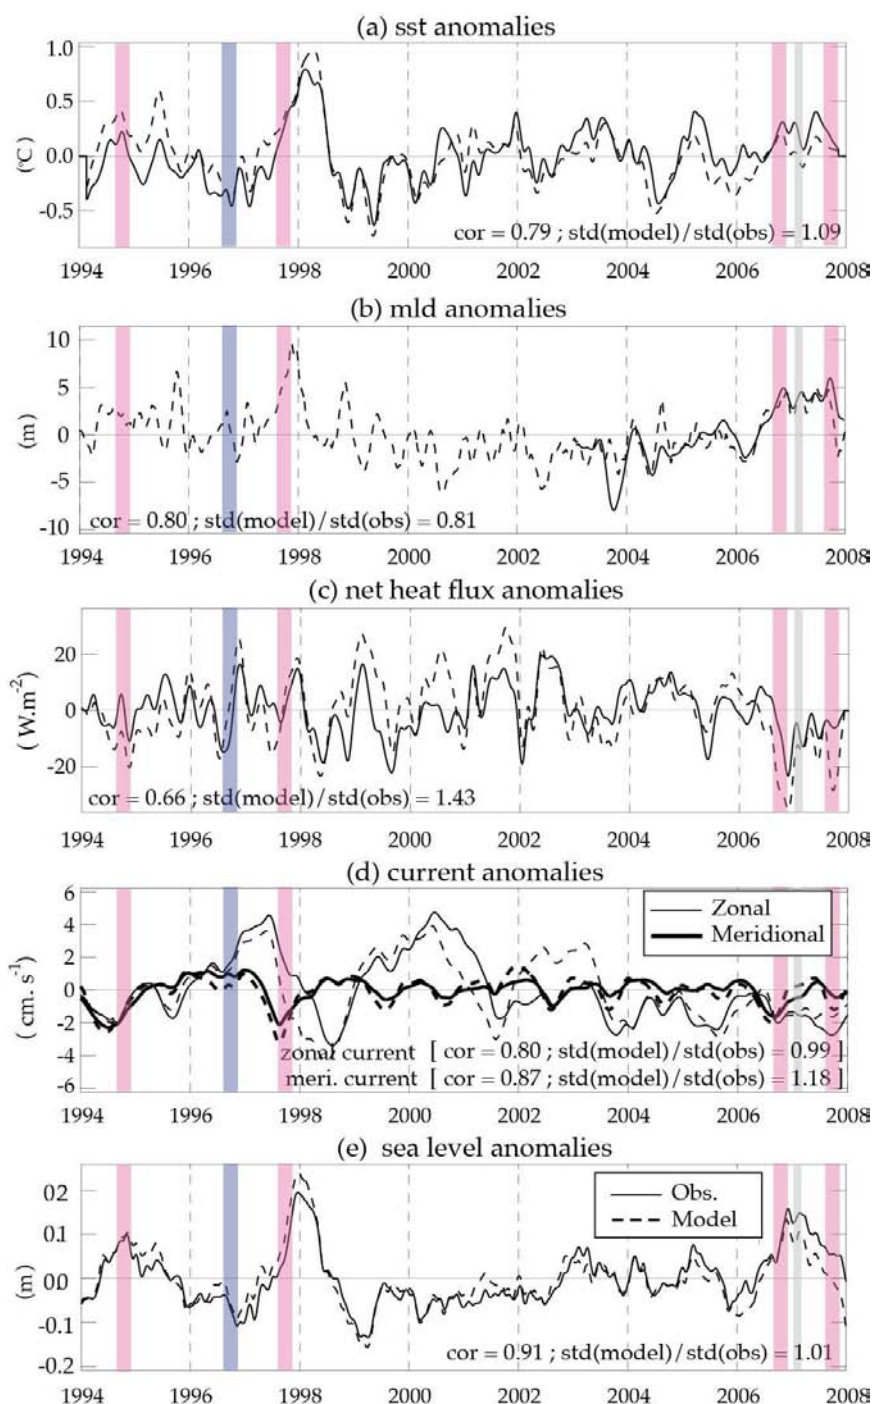 (a) sst anomalies
1.0
0.5
0.0
-0.5
(°C)
cor = 0.79 ; std(model)/std(obs) = 1.09
1994 1996 1998 2000 2002 2004 2006 2008
(b) mld anomalies
10
5
0
-5
-10
(m)
cor = 0.80 ; std(model)/std(obs) = 0.81
1994 1996 1998 2000 2002 2004 2006 2008
(c) net heat flux anomalies
20
0
-20
( W.m-2)
cor = 0.66 ; std(model)/std(obs) = 1.43
1994 1996 1998 2000 2002 2004 2006 2008
(d) current anomalies
6
4
2
0
-2
-4
-6
( cm. s-1)
Zonal
Meridional
zonal current [ cor = 0.80 ; std(model)/std(obs) = 0.99 ]
meri. current [ cor = 0.87 ; std(model)/std(obs) = 1.18 ]
1994 1996 1998 2000 2002 2004 2006 2008
(e) sea level anomalies
02
01
0.0
-0.1
-0.2
(m)
Obs.
Model
cor = 0.91 ; std(model)/std(obs) = 1.01
1994 1996 1998 2000 2002 2004 2006 2008